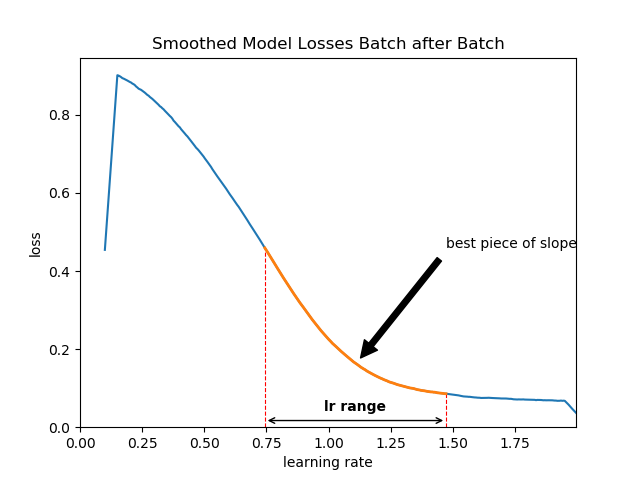 Smoothed Model Losses Batch after Batch
loss
0.8
0.6
0.4
0.2
0.0
best piece of slope
lr range
0.00 0.25 0.50 0.75 1.00 1.25 1.50 1.75
learning rate